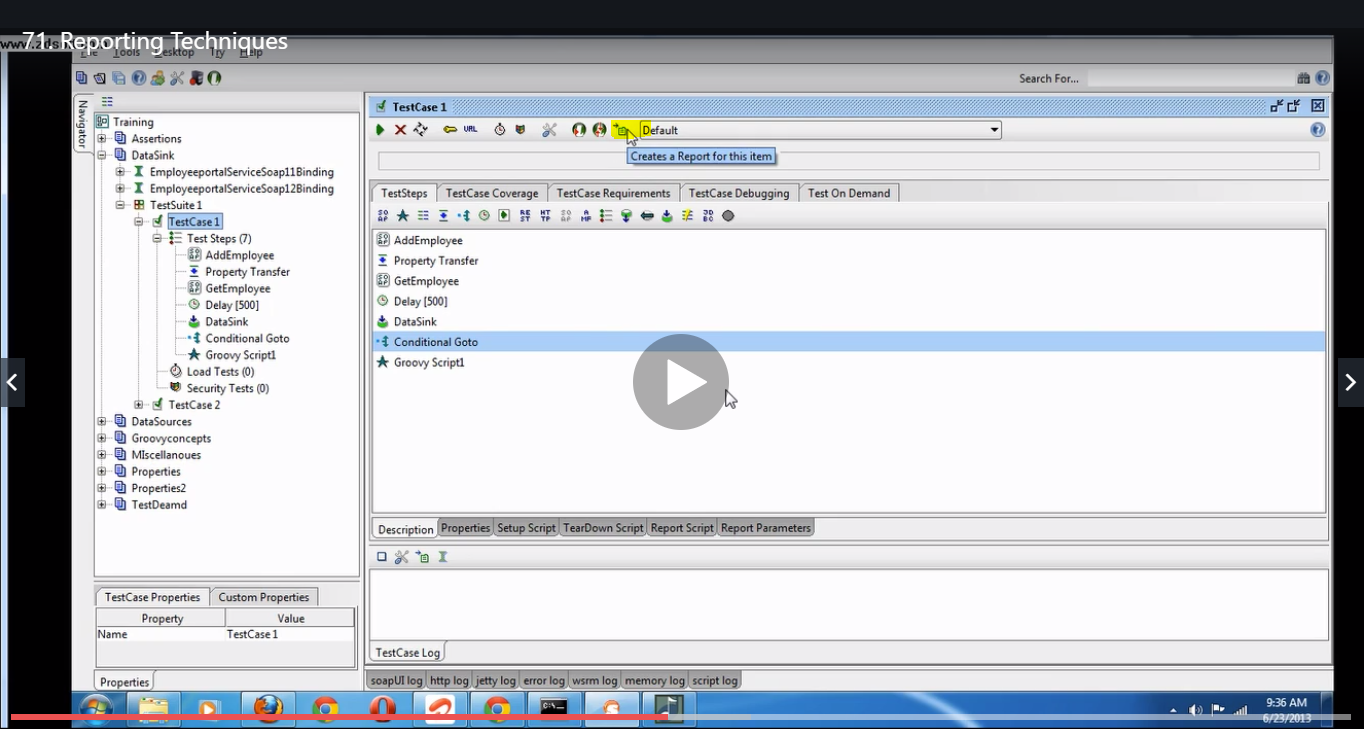 71. Reporting Techniques
Tools Desktop Try Help
Search For...
Navigator
Training
Assertions
DataSink
EmployeeportalServiceSoap11Binding
EmployeeportalServiceSoap12Binding
TestSuite 1
TestCase 1
Test Steps (7)
AddEmployee
Property Transfer
GetEmployee
Delay [500]
DataSink
Conditional Goto
Groovy Script1
Load Tests (0)
Security Tests (0)
TestCase 2
DataSources
Groovyconcepts
MIscellanoues
Properties
Properties2
TestDeamd
TestCase Properties Custom Properties
Property Value
Name TestCase 1
Properties
TestCase 1
URL Default
Creates a Report for this item
TestSteps TestCase Coverage TestCase Requirements TestCase Debugging Test On Demand
AddEmployee
Property Transfer
GetEmployee
Delay [500]
DataSink
Conditional Goto
Groovy Script1
Description Properties Setup Script TearDown Script Report Script Report Parameters
TestCase Log
soapUI log http log jetty log error log wsrm log memory log script log
9:36 AM
6/23/2013